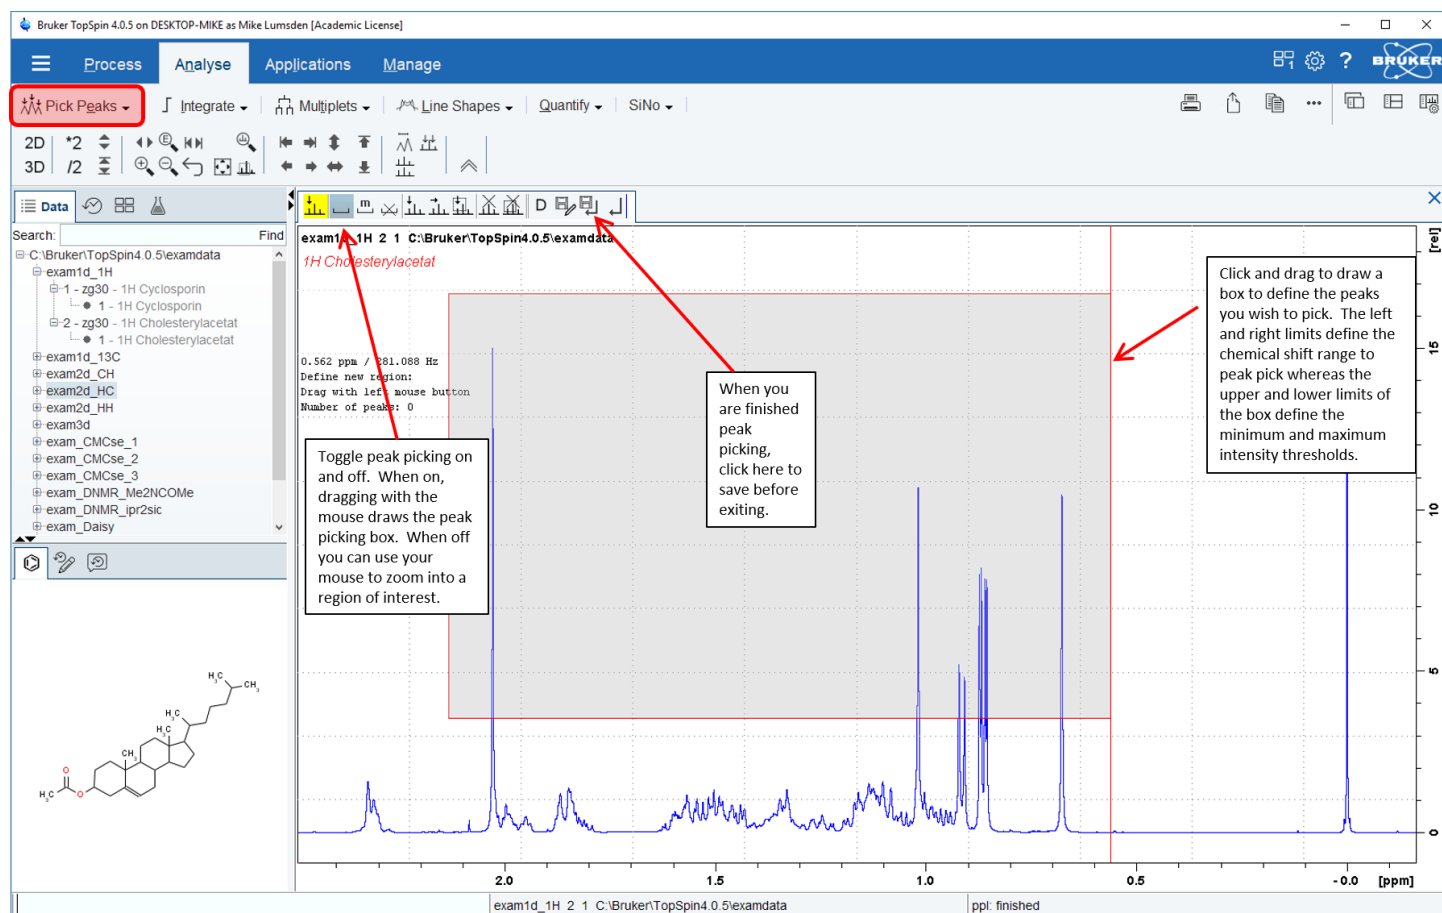 Bruker TopSpin 4.0.5 on DESKTOP-MIKE as Mike Lumsden [Academic License]
Process Analyse Applications Manage
1 ? BRUKER
Pick Peaks Integrate Multiplets Line Shapes Quantify SiNo
2D *2 E
3D /2
Data
m D
Search: Find
C:\Bruker\TopSpin4.0.5\examdata
exam1d_1H
1 - zg30 - 1H Cyclosporin
1 - 1H Cyclosporin
2 - zg30 - 1H Cholesterylacetat
1 - 1H Cholesterylacetat
exam1d_13C
exam2d_CH
exam2d_HC
exam2d_HH
exam3d
exam_CMCse_1
exam_CMCse_2
exam_CMCse_3
exam_DNMR_Me2NCOMe
exam_DNMR_ipr2sic
exam_Daisy
H3C
CH3
H3C
H3C
CH3
O
H3C
O
exam1d_1H 2 1 C:\Bruker\TopSpin4.0.5\examdata
1H Cholesterylacetat
0.562 ppm / 281.088 Hz
Define new region:
Drag with left mouse button
Number of peaks: 0
Toggle peak picking on
and off. When on,
dragging with the
mouse draws the peak
picking box. When off
you can use your
mouse to zoom into a
region of interest.
When you
are finished
peak
picking,
click here to
save before
exiting.
Click and drag to draw a
box to define the peaks
you wish to pick. The left
and right limits define the
chemical shift range to
peak pick whereas the
upper and lower limits of
the box define the
minimum and maximum
intensity thresholds.
[rel]
15
10
5
0
2.0 1.5 1.0 0.5 -0.0 [ppm]
exam1d_1H 2 1 C:\Bruker\TopSpin4.0.5\examdata ppl: finished